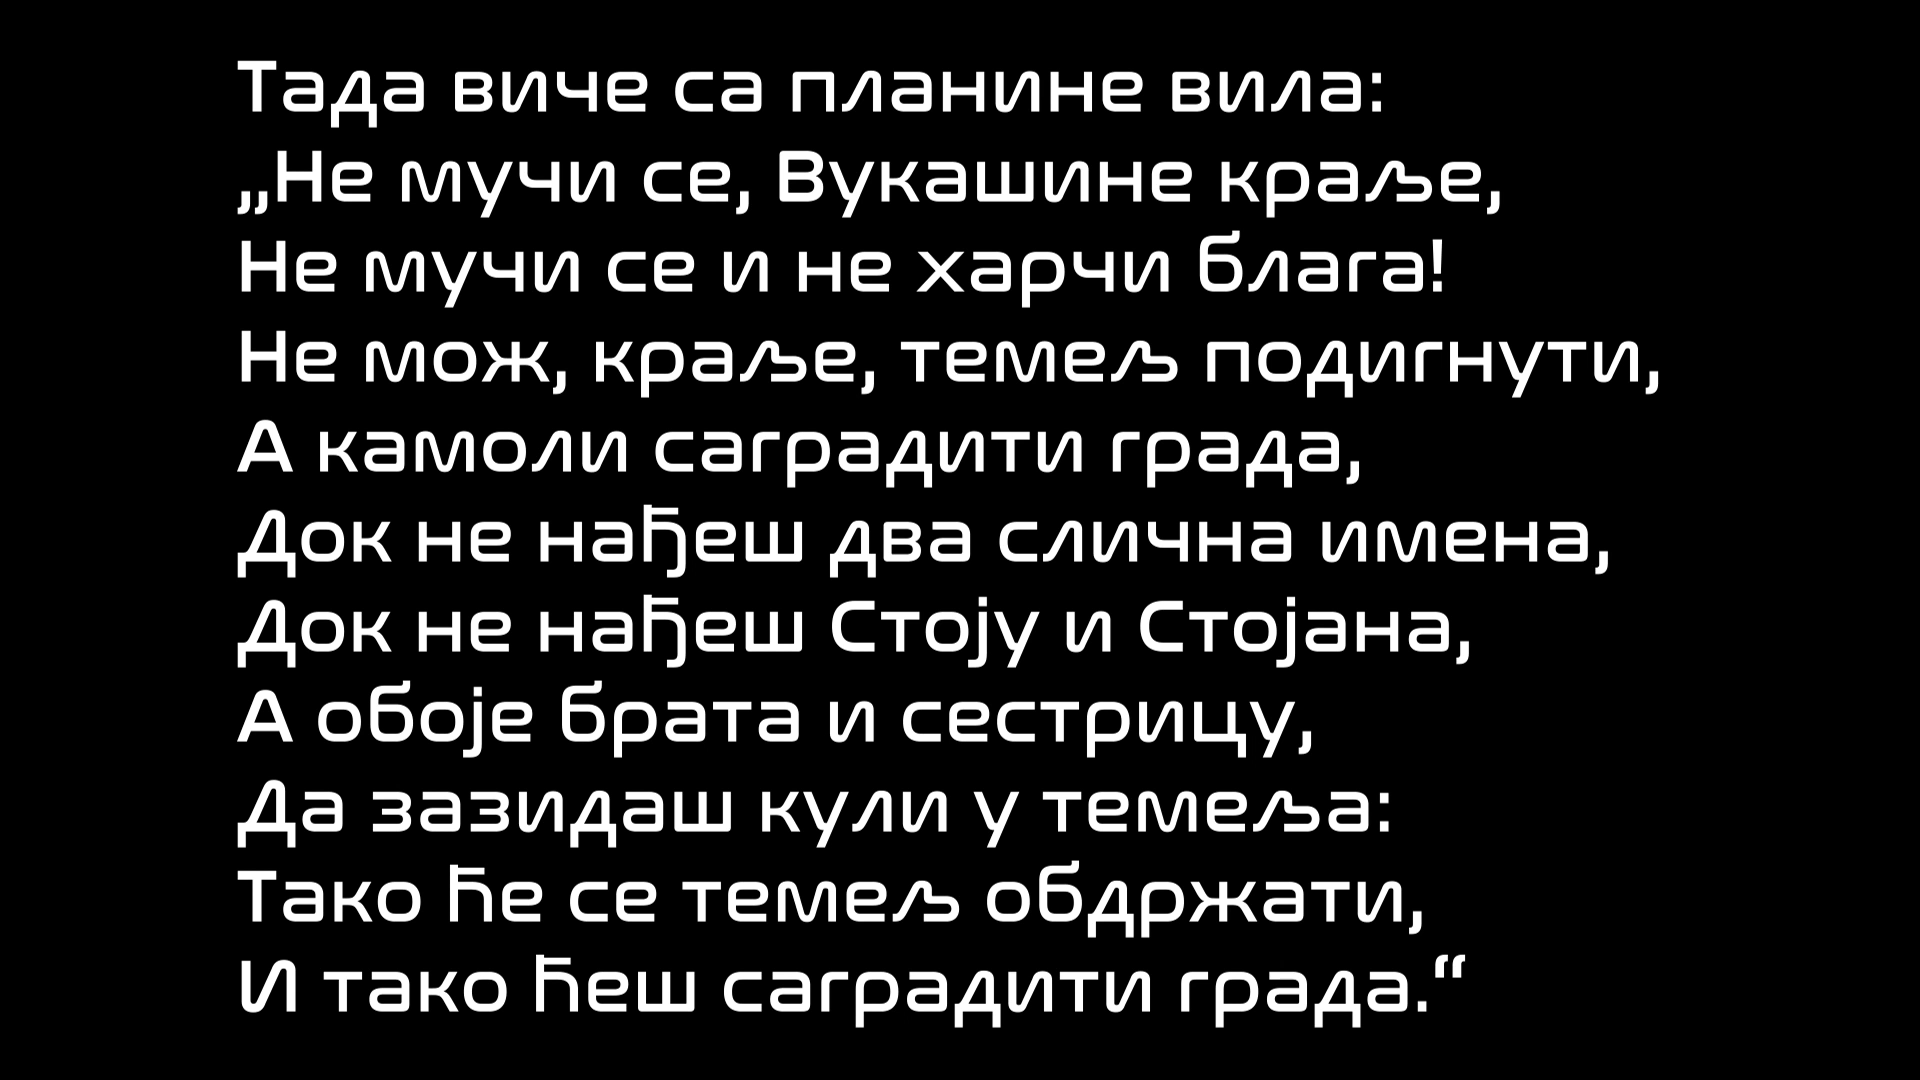 Тада виче са планине вила:
„Не мучи се, Вукашине краље,
Не мучи се и не харчи блага!
Не мож, краље, темељ подигнути,
А камоли саградити града,
Док не нађеш два слична имена,
Док не нађеш Стоју и Стојана,
А обоје брата и сестрицу,
Да зазидаш кули у темеља:
Тако ће се темељ обдржати,
И тако ћеш саградити града.“